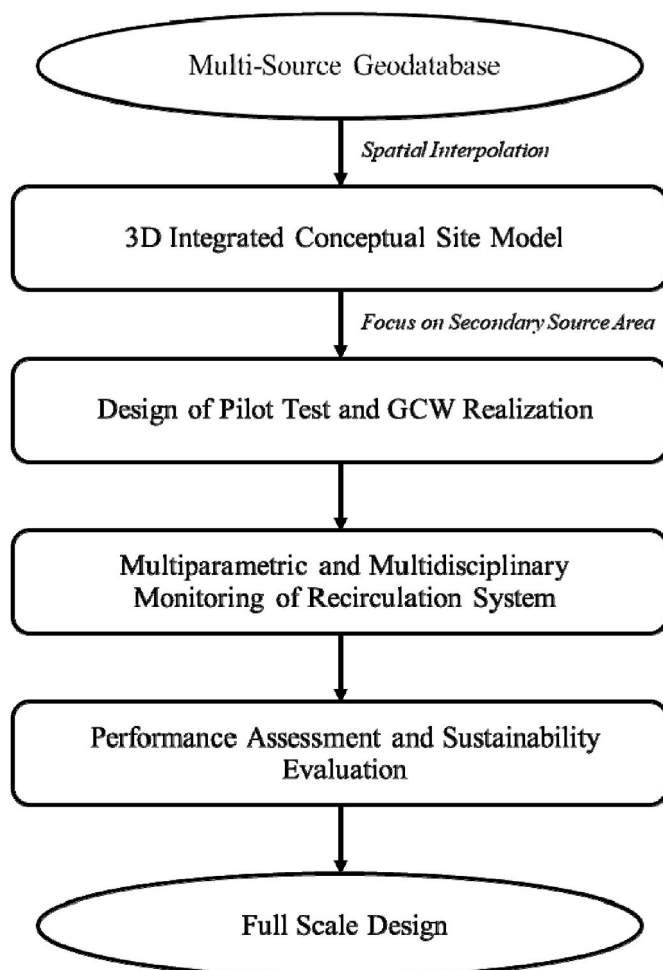 Multi-Source Geodatabase
Spatial Interpolation
3D Integrated Conceptual Site Model
Focus on Secondary Source Area
Design of Pilot Test and GCW Realization
Multiparametric and Multidisciplinary
Monitoring of Recirculation System
Performance Assessment and Sustainability
Evaluation
Full Scale Design